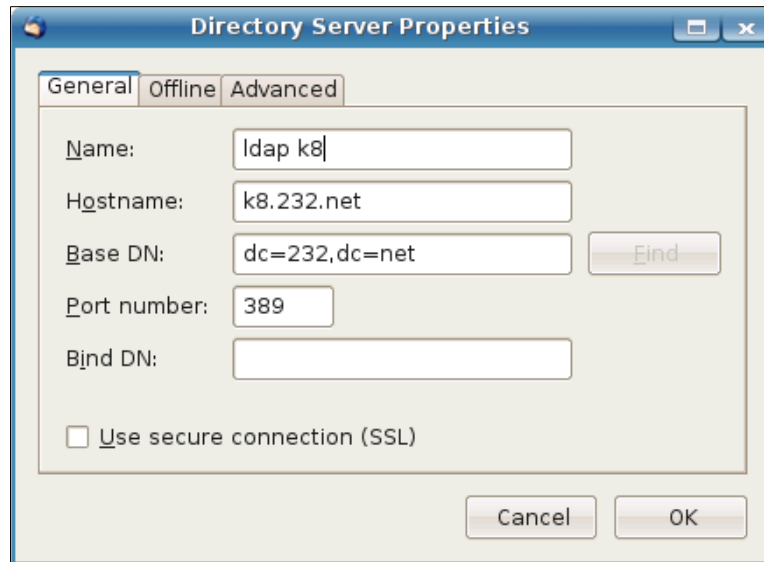 Directory Server Properties
General Offline Advanced
Name: ldap k8
Hostname: k8.232.net
Base DN: dc=232,dc=net Find
Port number: 389
Bind DN:
Use secure connection (SSL)
Cancel OK